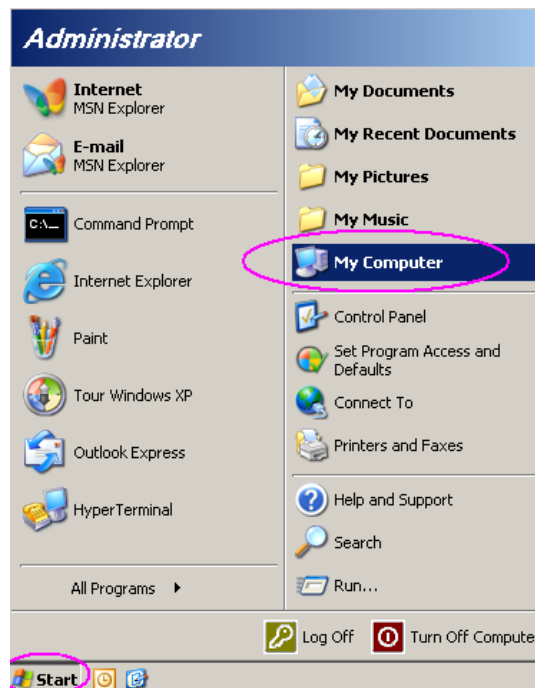 Administrator
Internet
MSN Explorer
E-mail
MSN Explorer
Command Prompt
Internet Explorer
Paint
Tour Windows XP
Outlook Express
HyperTerminal
All Programs
My Documents
My Recent Documents
My Pictures
My Music
My Computer
Control Panel
Set Program Access and
Defaults
Connect To
Printers and Faxes
Help and Support
Search
Run...
Log Off
Turn Off Compute
Start